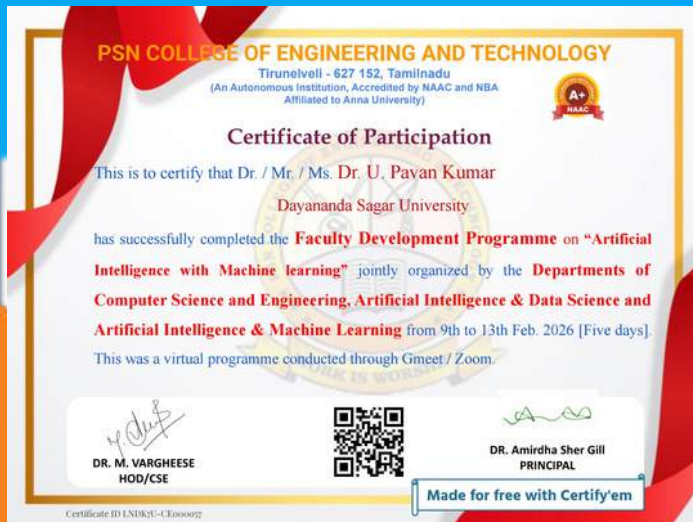 PSN COLLEGE OF ENGINEERING AND TECHNOLOGY
Tirunelveli - 627 152, Tamilnadu
(An Autonomous Institution, Accredited by NAAC and NBA
Affiliated to Anna University)
A+
NAAC
Certificate of Participation
This is to certify that Dr. / Mr. / Ms. Dr. U. Pavan Kumar
Dayananda Sagar University
has successfully completed the Faculty Development Programme on “Artificial
Intelligence with Machine learning” jointly organized by the Departments of
Computer Science and Engineering, Artificial Intelligence & Data Science and
Artificial Intelligence & Machine Learning from 9th to 13th Feb. 2026 [Five days].
This was a virtual programme conducted through Gmeet / Zoom.
WORK IS WORSHIP
DR. M. VARGHEESE
HOD/CSE
DR. Amirdha Sher Gill
PRINCIPAL
Made for free with Certify'em
Certificate ID